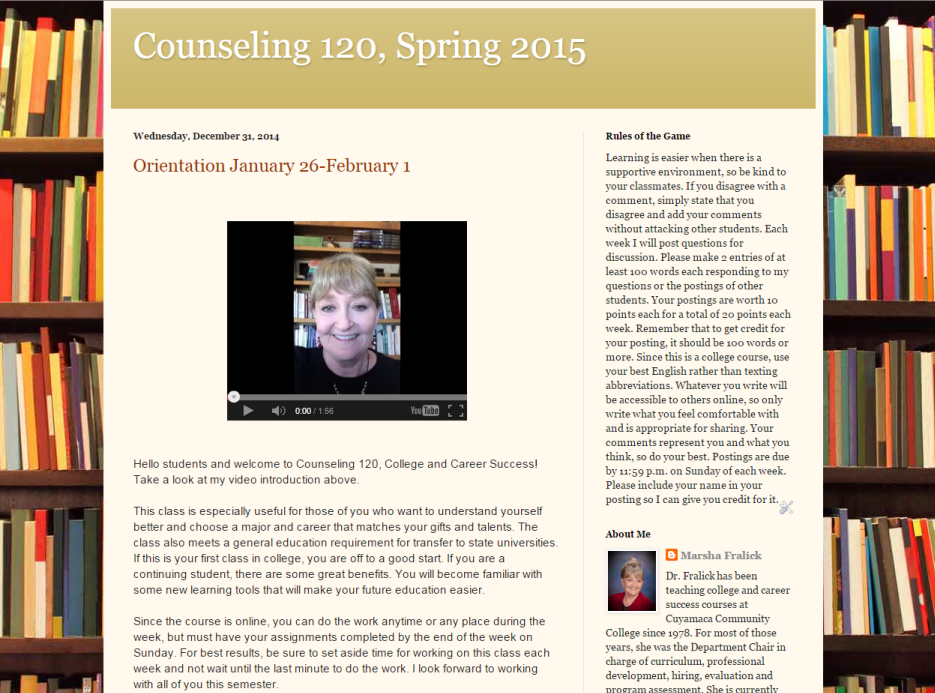 Counseling 120, Spring 2015
Wednesday, December 31, 2014
Orientation January 26-February 1
0:00 / 1:56
YouTube
Hello students and welcome to Counseling 120, College and Career Success!
Take a look at my video introduction above.
This class is especially useful for those of you who want to understand yourself
better and choose a major and career that matches your gifts and talents. The
class also meets a general education requirement for transfer to state universities.
If this is your first class in college, you are off to a good start. If you are a
continuing student, there are some great benefits. You will become familiar with
some new learning tools that will make your future education easier.
Since the course is online, you can do the work anytime or any place during the
week, but must have your assignments completed by the end of the week on
Sunday. For best results, be sure to set aside time for working on this class each
week and not wait until the last minute to do the work. I look forward to working
with all of you this semester.
Rules of the Game
Learning is easier when there is a
supportive environment, so be kind to
your classmates. If you disagree with a
comment, simply state that you
disagree and add your comments
without attacking other students. Each
week I will post questions for
discussion. Please make 2 entries of at
least 100 words each responding to my
questions or the postings of other
students. Your postings are worth 10
points each for a total of 20 points each
week. Remember that to get credit for
your posting, it should be 100 words or
more. Since this is a college course, use
your best English rather than texting
abbreviations. Whatever you write will
be accessible to others online, so only
write what you feel comfortable with
and is appropriate for sharing. Your
comments represent you and what you
think, so do your best. Postings are due
by 11:59 p.m. on Sunday of each week.
Please include your name in your
posting so I can give you credit for it.
About Me
Marsha Fralick
Dr. Fralick has been
teaching college and career
success courses at
Cuyamaca Community
College since 1978. For most of those
years, she was the Department Chair in
charge of curriculum, professional
development, hiring, evaluation and
program assessment. She is currently